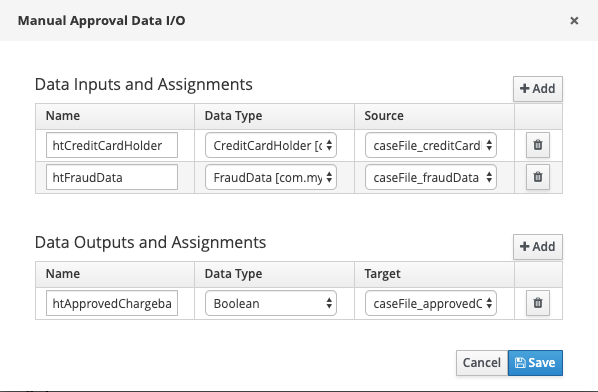 Manual Approval Data I/O ×
Data Inputs and Assignments
+ Add
Name Data Type Source
htCreditCardHolder CreditCardHolder [c caseFile_creditCard
htFraudData FraudData [com.my caseFile_fraudData
Data Outputs and Assignments
+ Add
Name Data Type Target
htApprovedChargeba Boolean caseFile_approvedC
Cancel Save